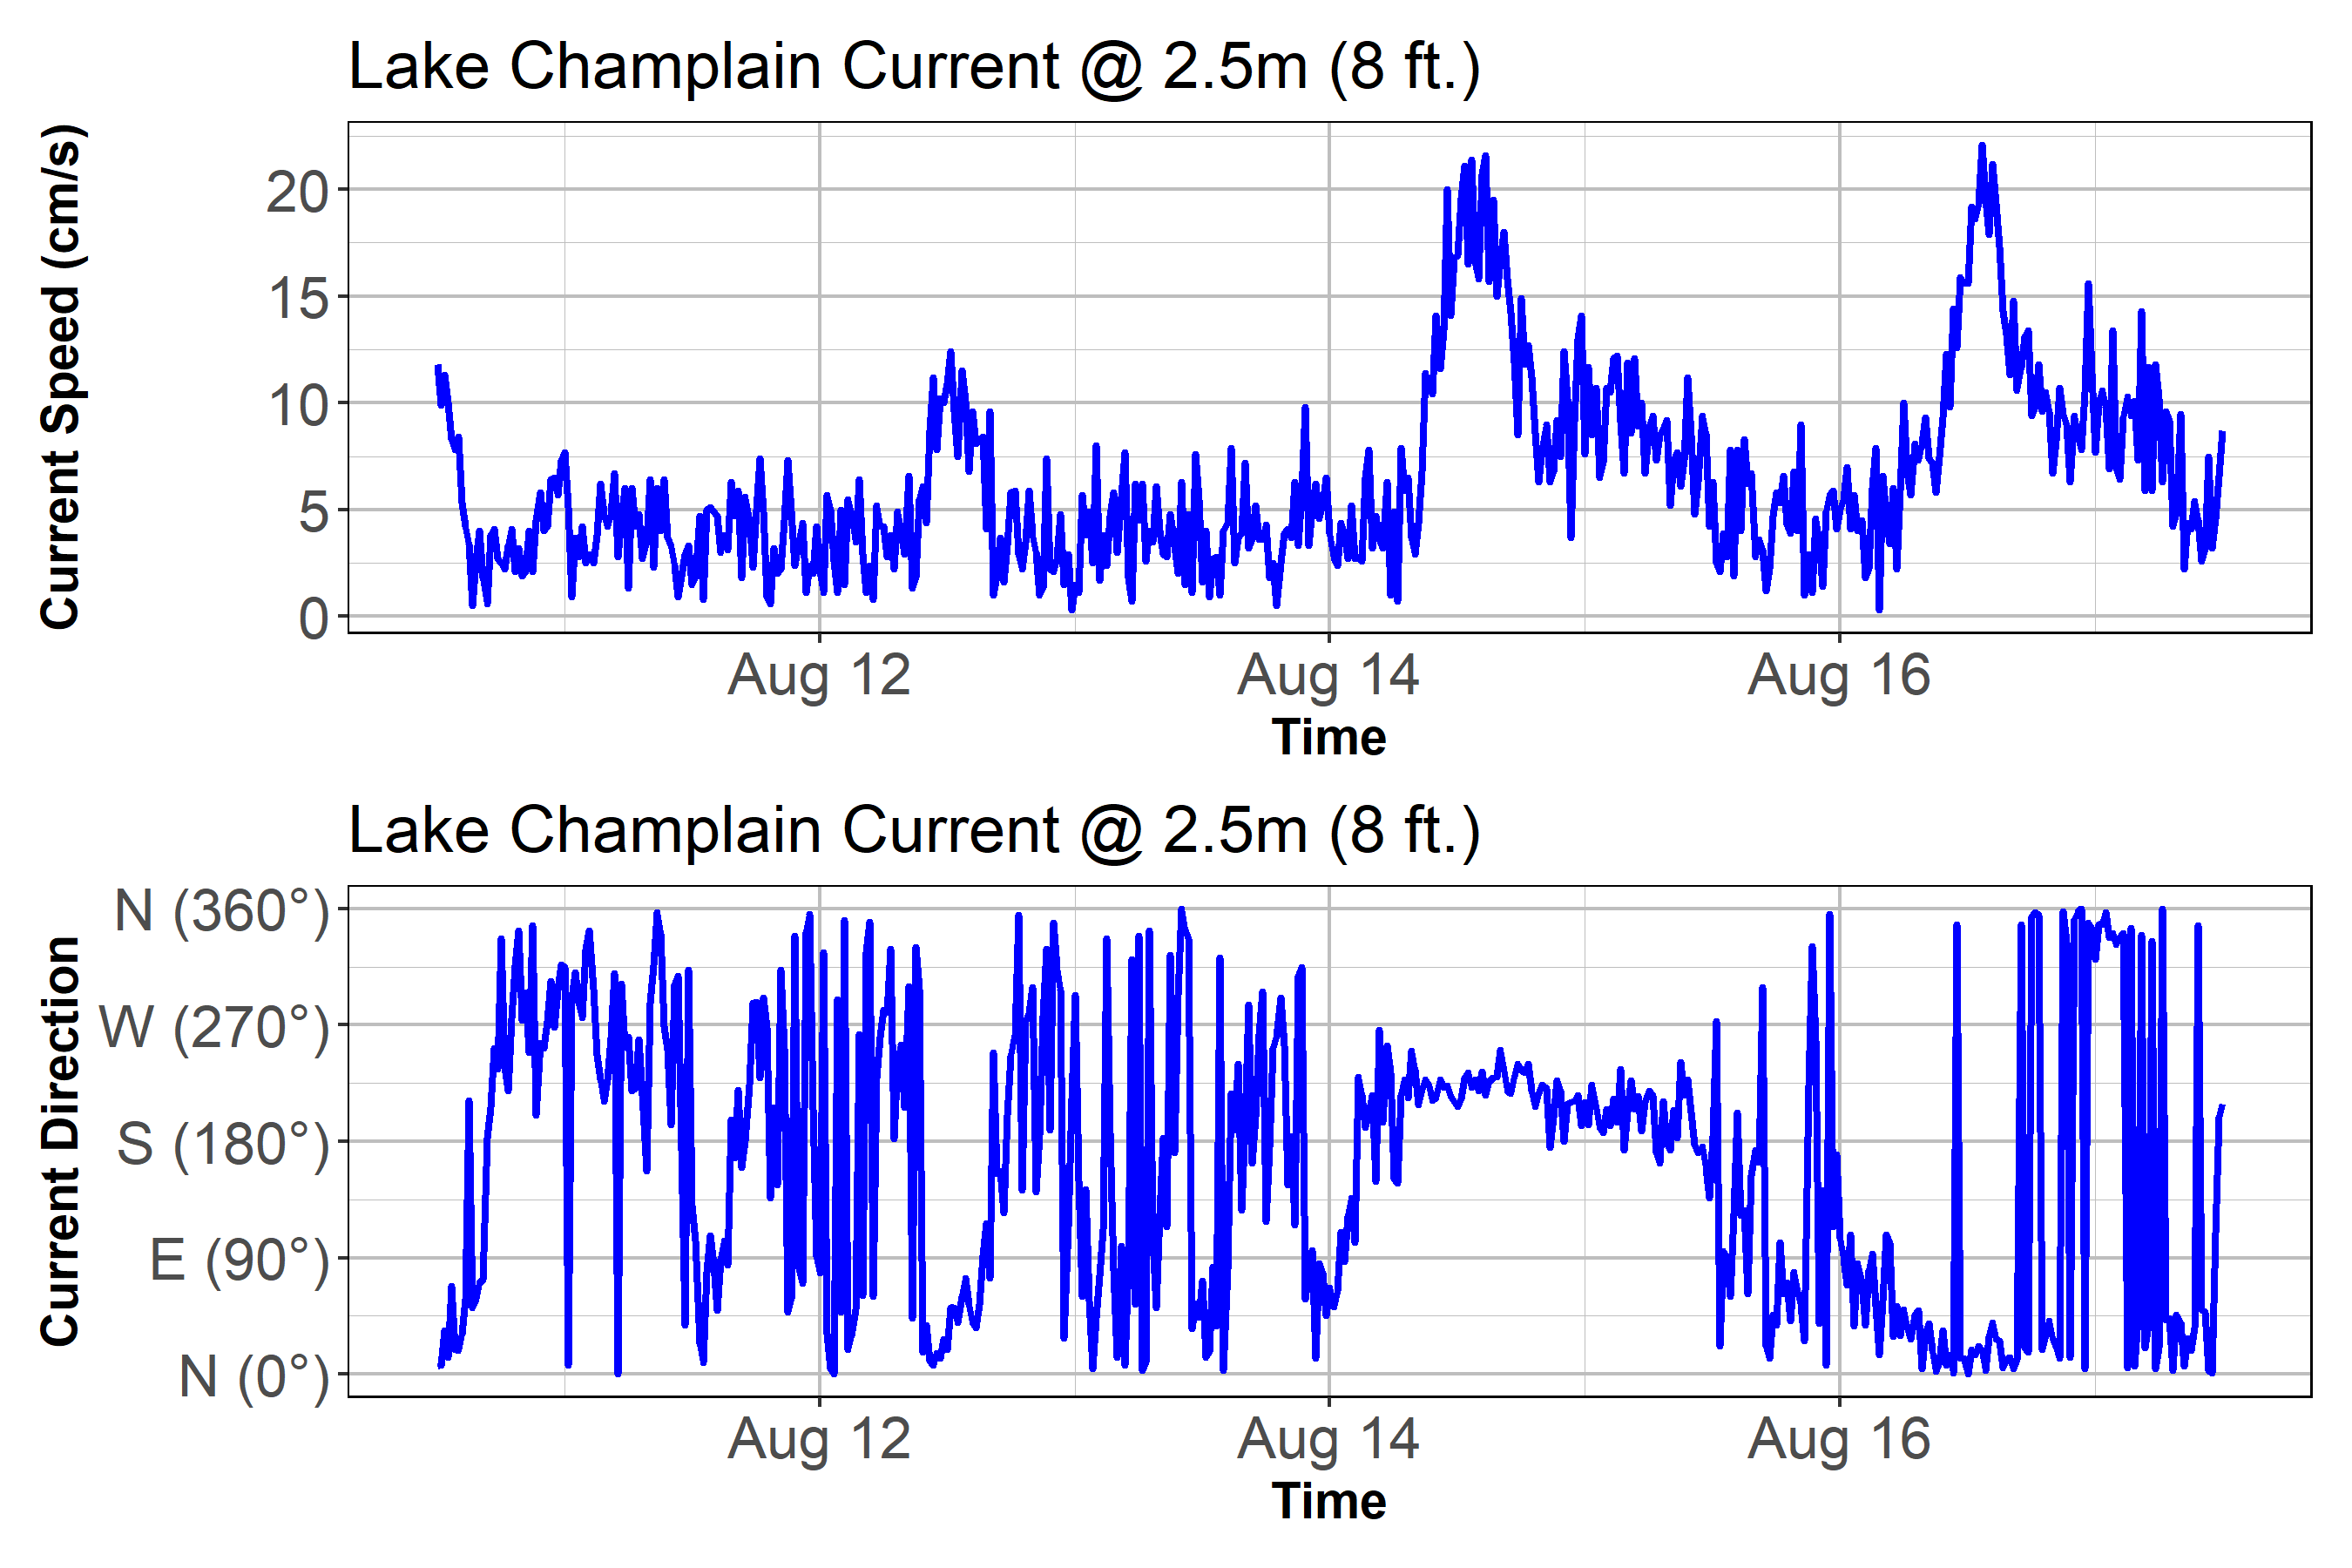 Lake Champlain Current @ 2.5m (8 ft.)
Current Speed (cm/s)
20
15
10
5
0
Aug 12 Aug 14 Aug 16
Time
Lake Champlain Current @ 2.5m (8 ft.)
Current Direction
N (360°)
W (270°)
S (180°)
E (90°)
N (0°)
Aug 12 Aug 14 Aug 16
Time